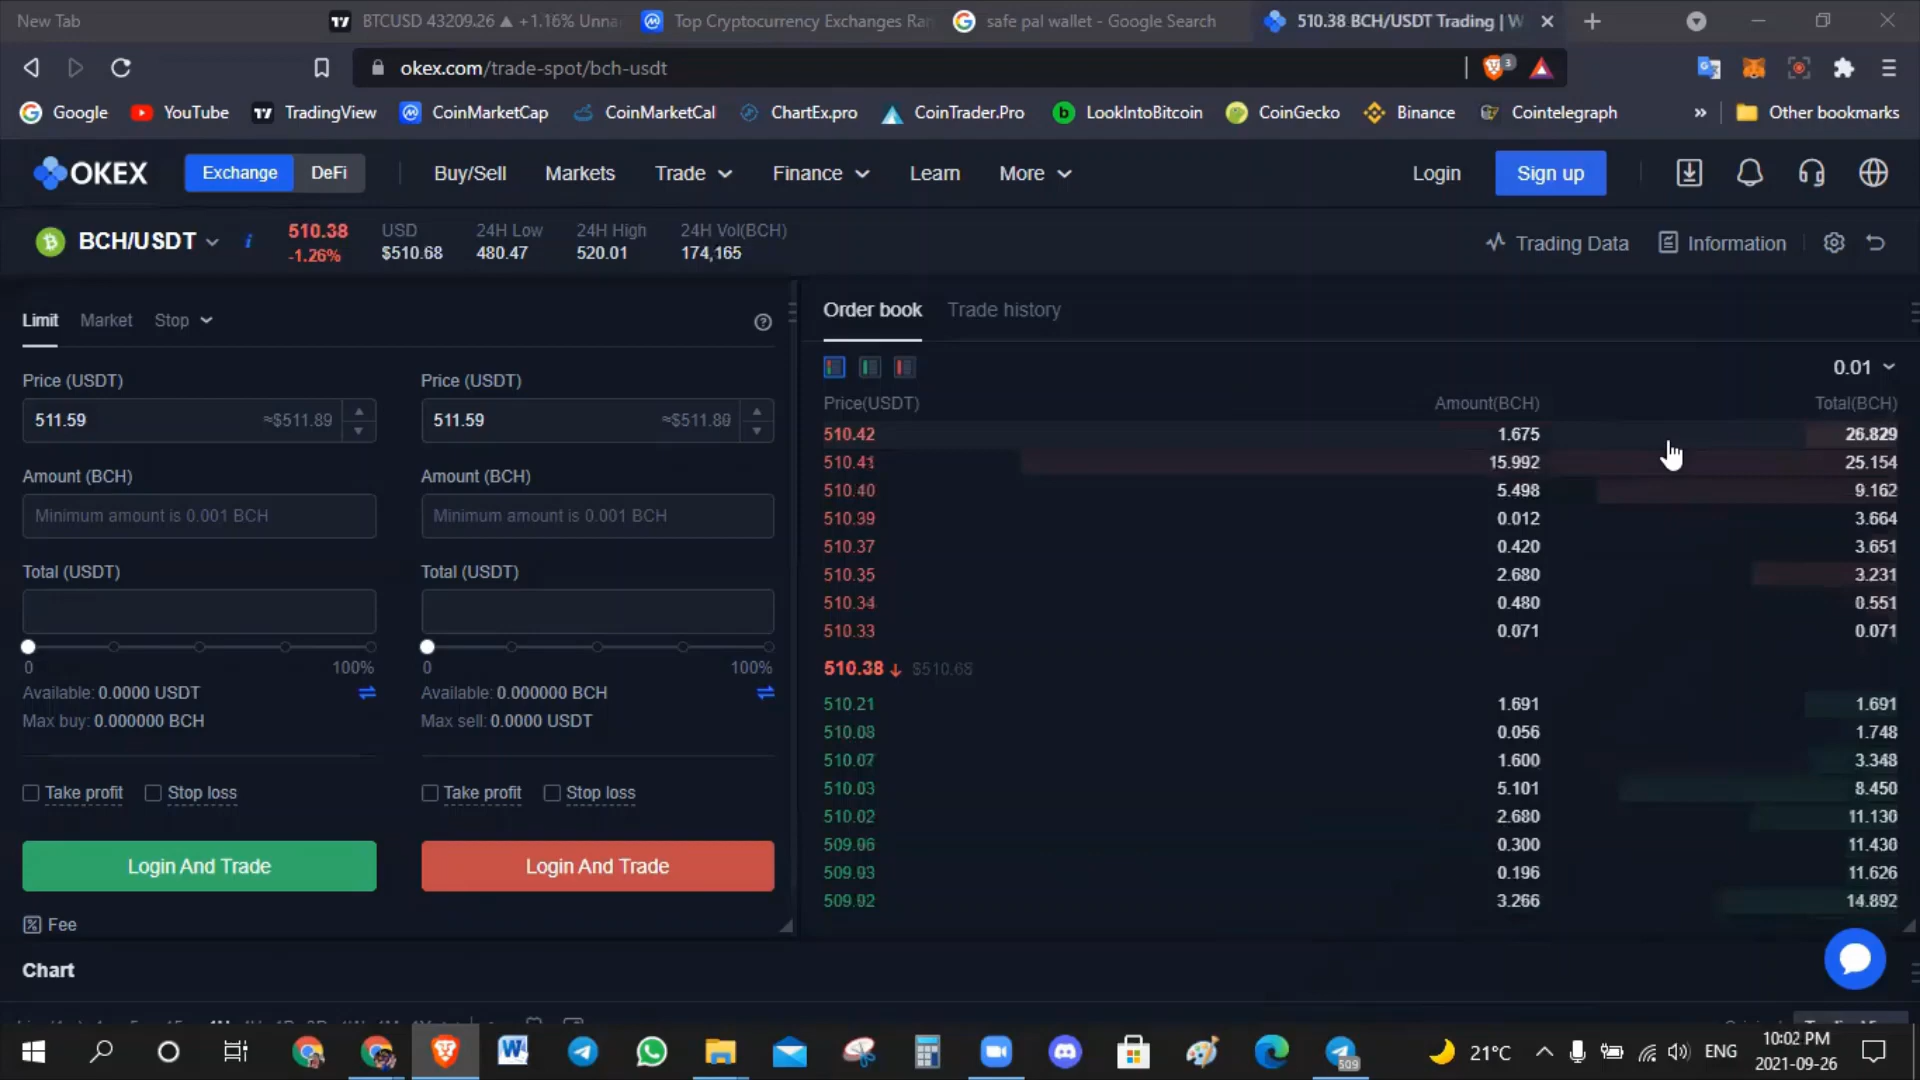 New Tab
BTCUSD 43209.26 ▲ +1.16% Unna
Top Cryptocurrency Exchanges Ran
safe pal wallet - Google Search
510.38 BCH/USDT Trading | W
okex.com/trade-spot/bch-usdt
3
Google YouTube TradingView CoinMarketCap CoinMarketCal ChartEx.pro CoinTrader.Pro LookIntoBitcoin CoinGecko Binance Cointelegraph » Other bookmarks
OKEX Exchange DeFi Buy/Sell Markets Trade Finance Learn More Login Sign up
BCH/USDT
510.38
-1.26%
USD
$510.68
24H Low
480.47
24H High
520.01
24H Vol(BCH)
174,165
Trading Data Information
Limit Market Stop
Price (USDT) Price (USDT)
511.59 ≈$511.89 511.59 ≈$511.89
Amount (BCH) Amount (BCH)
Minimum amount is 0.001 BCH Minimum amount is 0.001 BCH
Total (USDT) Total (USDT)
0 100% 0 100%
Available: 0.0000 USDT Available: 0.000000 BCH
Max buy: 0.000000 BCH Max sell: 0.0000 USDT
Take profit Stop loss Take profit Stop loss
Login And Trade Login And Trade
Fee
Order book Trade history
0.01
Price(USDT) Amount(BCH) Total(BCH)
510.42 1.675 26.829
510.41 15.992 25.154
510.40 5.498 9.162
510.39 0.012 3.664
510.37 0.420 3.651
510.35 2.680 3.231
510.34 0.480 0.551
510.33 0.071 0.071
510.38 ↓ $510.68
510.21 1.691 1.691
510.08 0.056 1.748
510.07 1.600 3.348
510.03 5.101 8.450
510.02 2.680 11.130
509.96 0.300 11.430
509.93 0.196 11.626
509.92 3.266 14.892
Chart
509
21°C
ENG
10:02 PM
2021-09-26